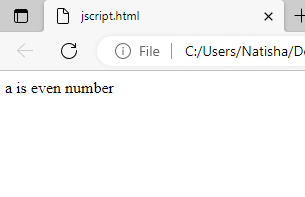 jscript.html
File
C:/Users/Natisha/D
a is even number